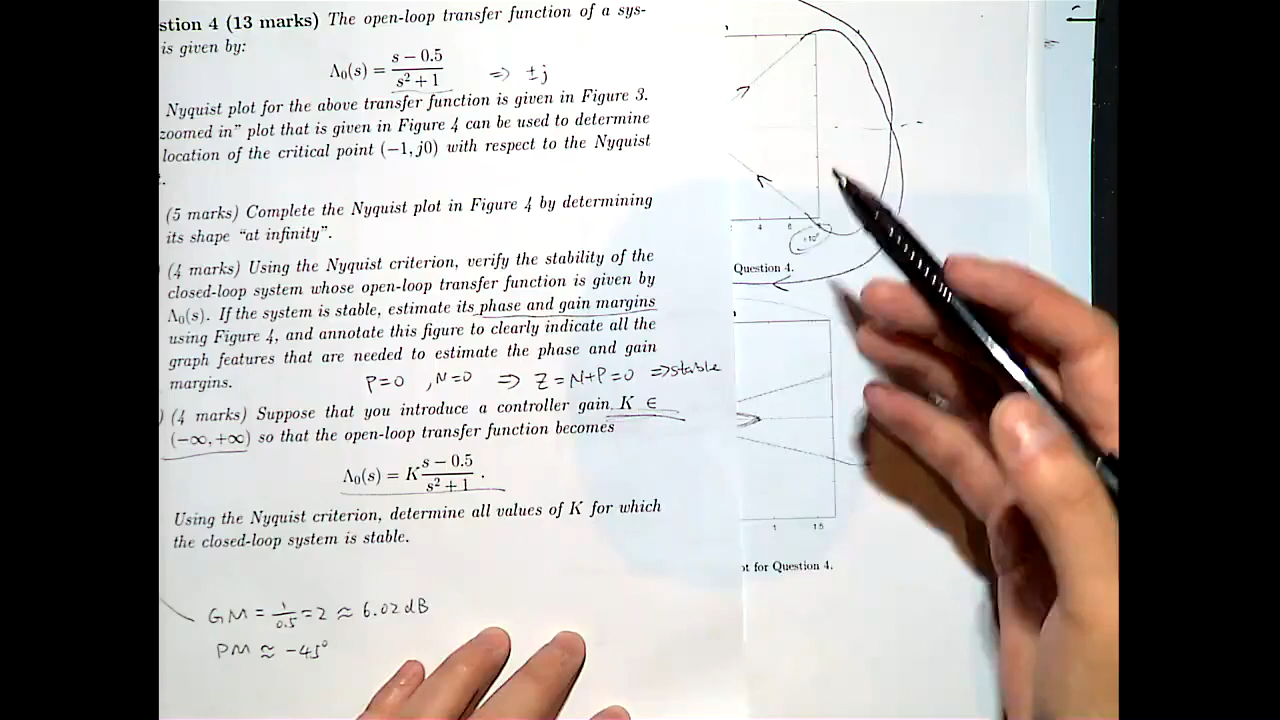 stion 4 (13 marks) The open-loop transfer function of a sys-
is given by:
Λ₀(s) = (s − 0.5)/(s² + 1) ⇒ ±j
Nyquist plot for the above transfer function is given in Figure 3.
zoomed in" plot that is given in Figure 4 can be used to determine
location of the critical point (−1, j0) with respect to the Nyquist
(5 marks) Complete the Nyquist plot in Figure 4 by determining
its shape "at infinity".
(4 marks) Using the Nyquist criterion, verify the stability of the
closed-loop system whose open-loop transfer function is given by
Λ₀(s). If the system is stable, estimate its phase and gain margins
using Figure 4, and annotate this figure to clearly indicate all the
graph features that are needed to estimate the phase and gain
margins.
P=0 , N=0 ⇒ Z=N+P=0 ⇒stable
) (4 marks) Suppose that you introduce a controller gain K ∈
(−∞, +∞) so that the open-loop transfer function becomes
Λ₀(s) = K (s − 0.5)/(s² + 1) .
Using the Nyquist criterion, determine all values of K for which
the closed-loop system is stable.
GM = 1/0.5 = 2 ≈ 6.02 dB
PM ≈ −45°
4
Question 4.
1 1.5
ot for Question 4.